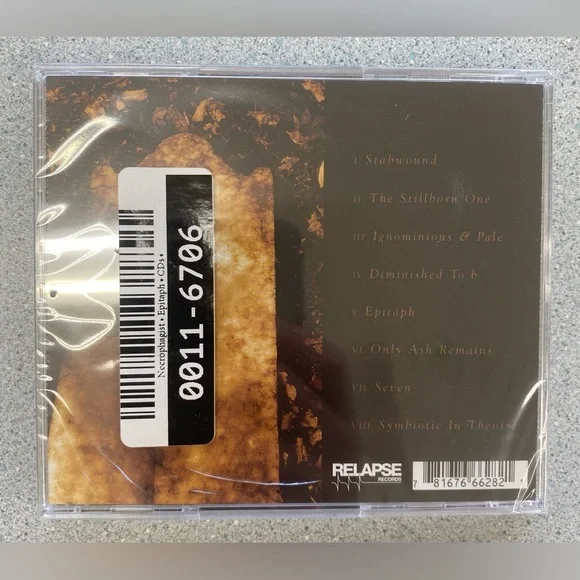 Necrophagist • Epitaph • CDs •
0011-6706
I. Stabwound
II. The Stillborn One
III. Ignominious & Pale
IV. Diminished To b
V. Epitaph
VI. Only Ash Remains
VII. Seven
VIII. Symbiotic In Theory
RELAPSE
RECORDS
7 81676 66282